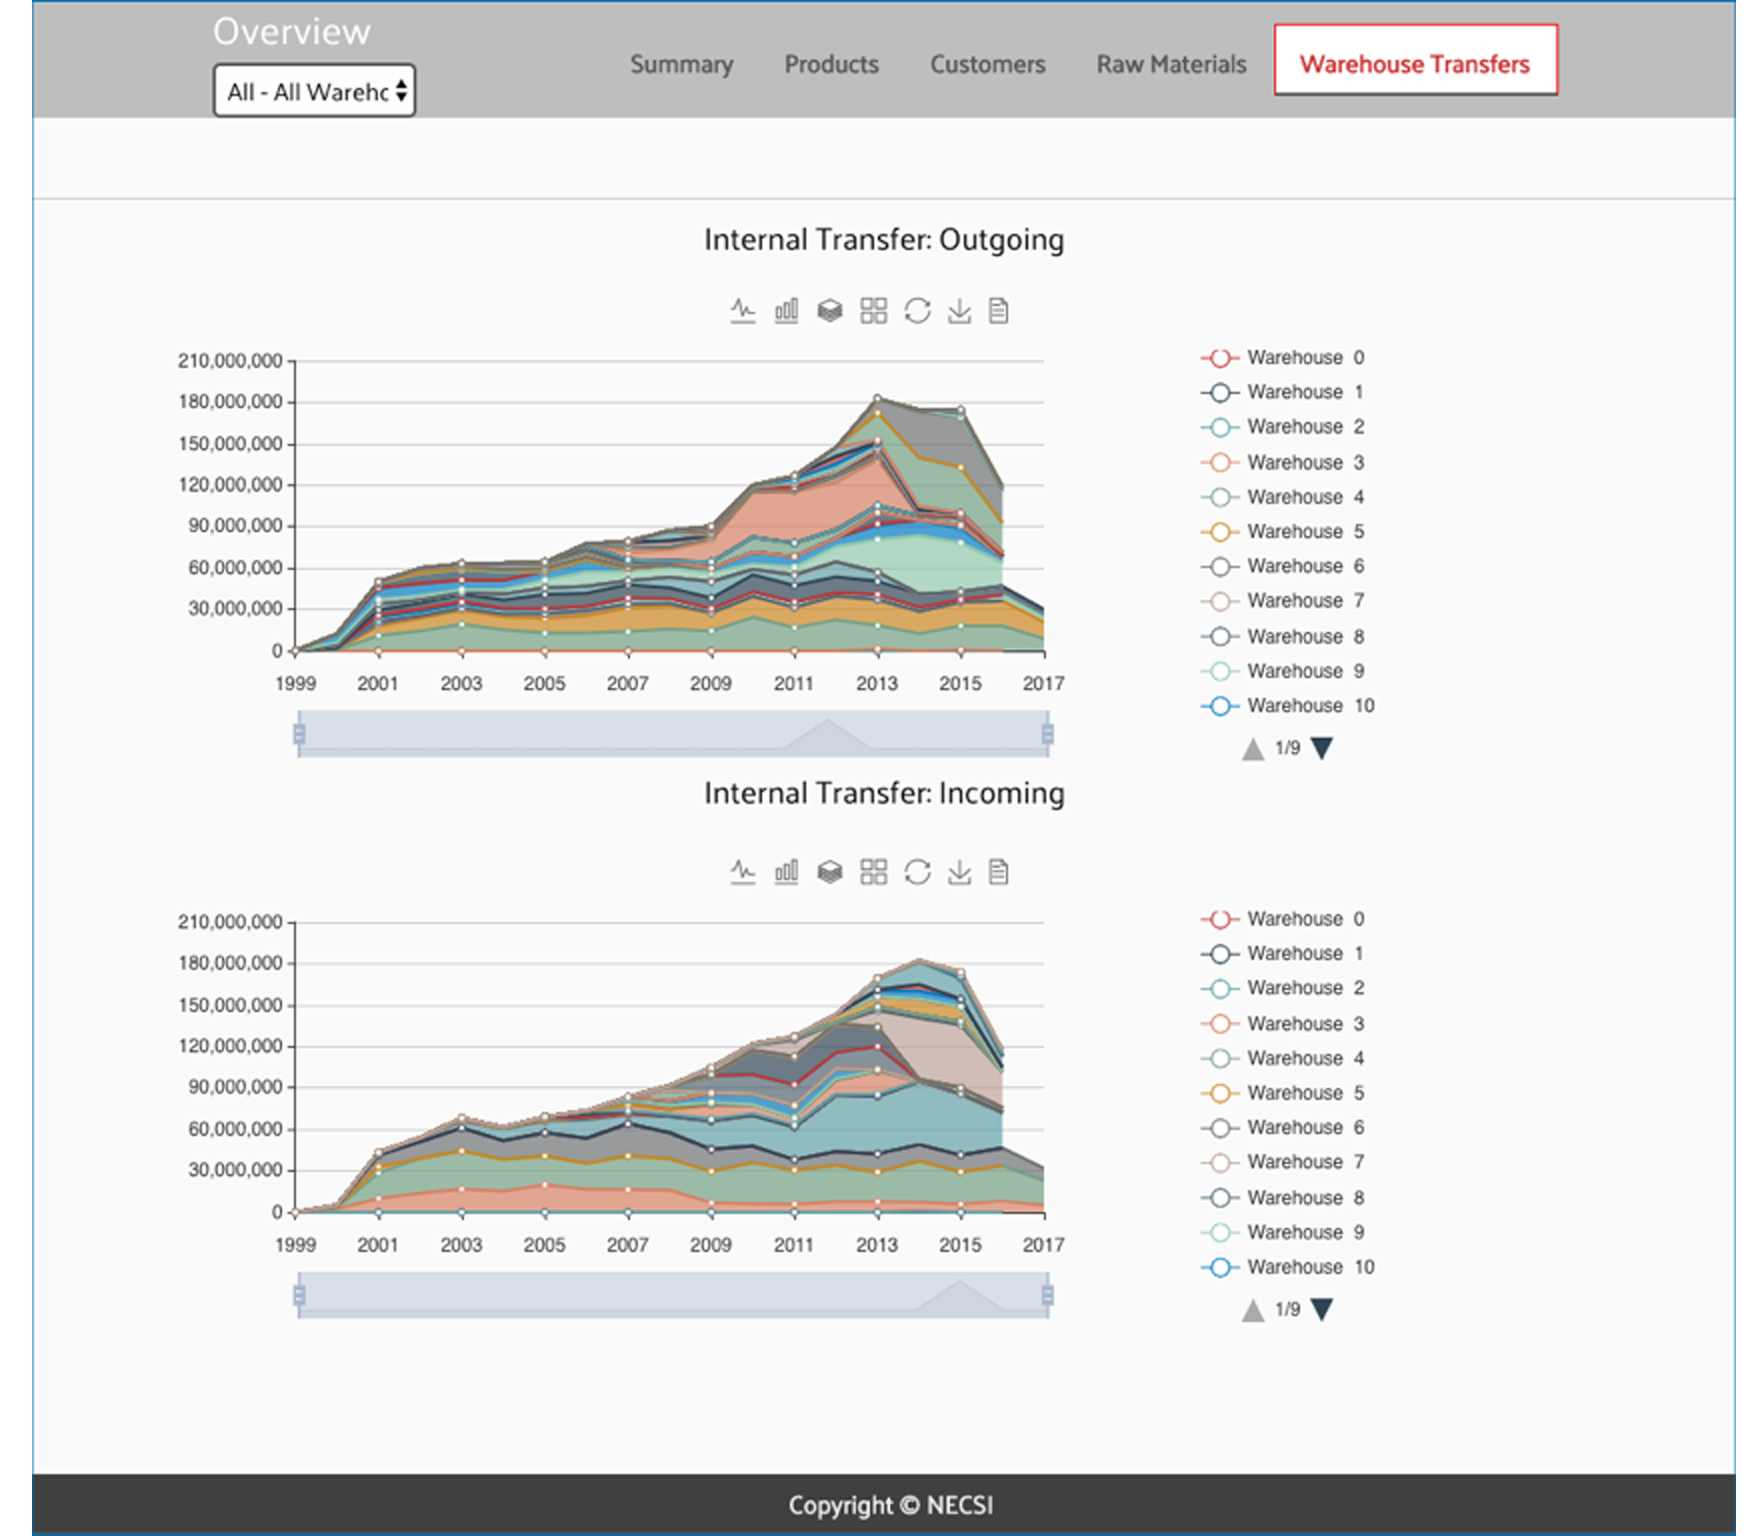 Overview
All - All Warehc
Summary Products Customers Raw Materials Warehouse Transfers
Internal Transfer: Outgoing
210,000,000
180,000,000
150,000,000
120,000,000
90,000,000
60,000,000
30,000,000
0
1999 2001 2003 2005 2007 2009 2011 2013 2015 2017
Warehouse 0
Warehouse 1
Warehouse 2
Warehouse 3
Warehouse 4
Warehouse 5
Warehouse 6
Warehouse 7
Warehouse 8
Warehouse 9
Warehouse 10
1/9
Internal Transfer: Incoming
210,000,000
180,000,000
150,000,000
120,000,000
90,000,000
60,000,000
30,000,000
0
1999 2001 2003 2005 2007 2009 2011 2013 2015 2017
Warehouse 0
Warehouse 1
Warehouse 2
Warehouse 3
Warehouse 4
Warehouse 5
Warehouse 6
Warehouse 7
Warehouse 8
Warehouse 9
Warehouse 10
1/9
Copyright © NECSI